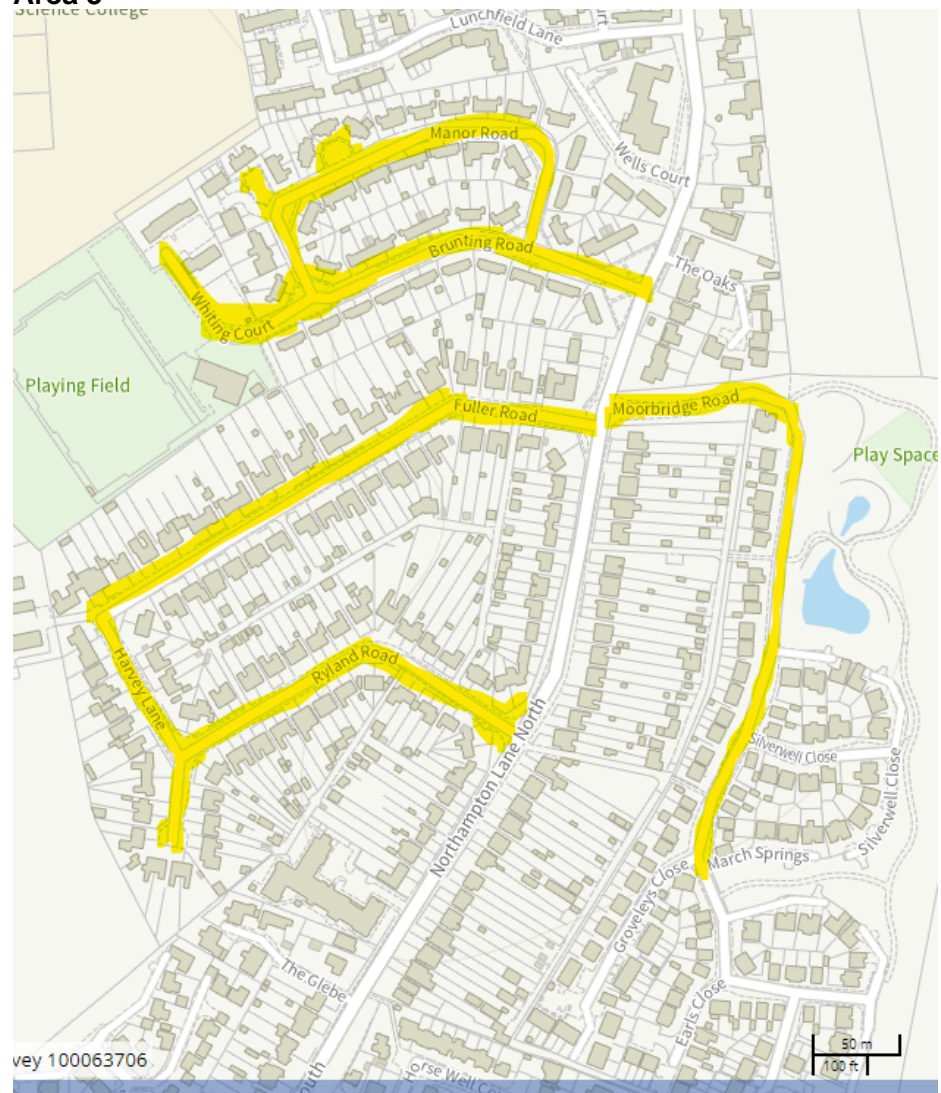 Science College
Lunchfield Lane
Manor Road
Wells Court
Brunting Road
The Oaks
Whiting Court
Playing Field
Fuller Road
Moorbridge Road
Play Space
Harvey Lane
Ryland Road
Northampton Lane North
Silverwell Close
Silverwell Close
March Springs
Groveleys Close
The Glebe
Earls Close
50 m
100 ft
vey 100063706